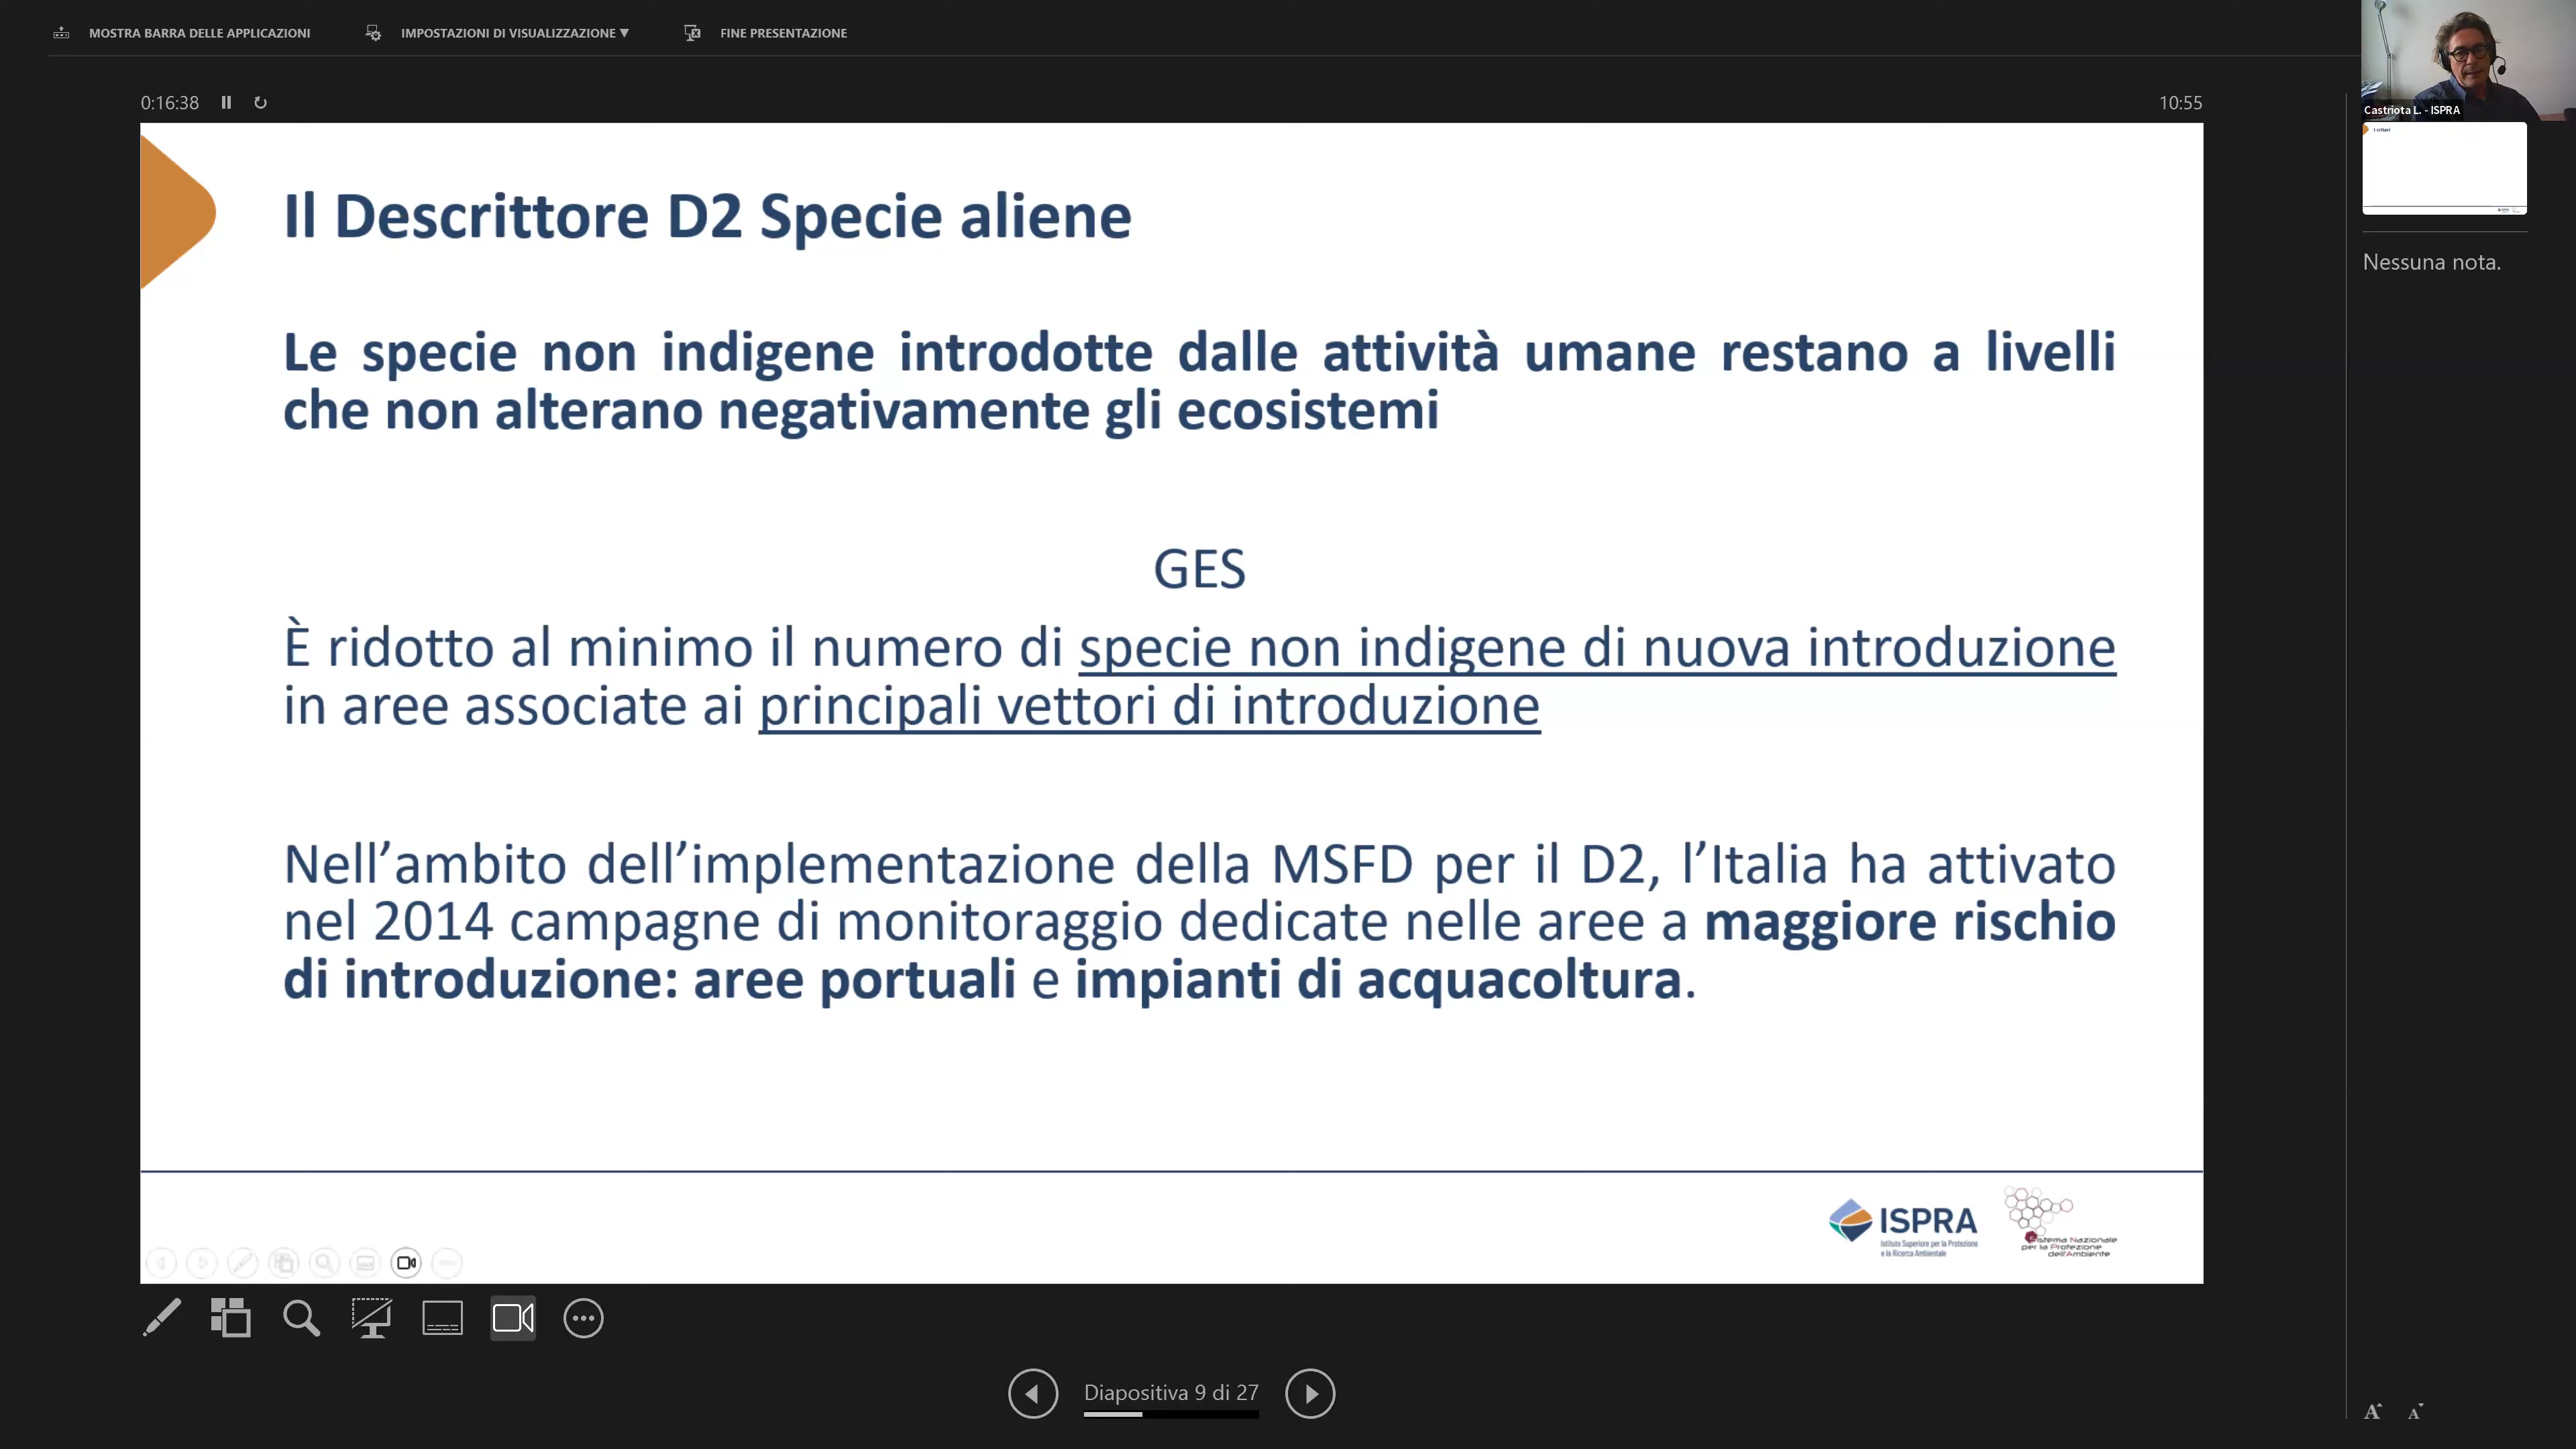 MOSTRA BARRA DELLE APPLICAZIONI
IMPOSTAZIONI DI VISUALIZZAZIONE ▼
FINE PRESENTAZIONE
0:16:38
10:55
Castriota L. - ISPRA
I criteri
Nessuna nota.
Il Descrittore D2 Specie aliene
Le specie non indigene introdotte dalle attività umane restano a livelli
che non alterano negativamente gli ecosistemi
GES
È ridotto al minimo il numero di specie non indigene di nuova introduzione
in aree associate ai principali vettori di introduzione
Nell’ambito dell’implementazione della MSFD per il D2, l’Italia ha attivato
nel 2014 campagne di monitoraggio dedicate nelle aree a maggiore rischio
di introduzione: aree portuali e impianti di acquacoltura.
ISPRA
Istituto Superiore per la Protezione
e la Ricerca Ambientale
Sistema Nazionale
per la Protezione
dell'Ambiente
Diapositiva 9 di 27
A A